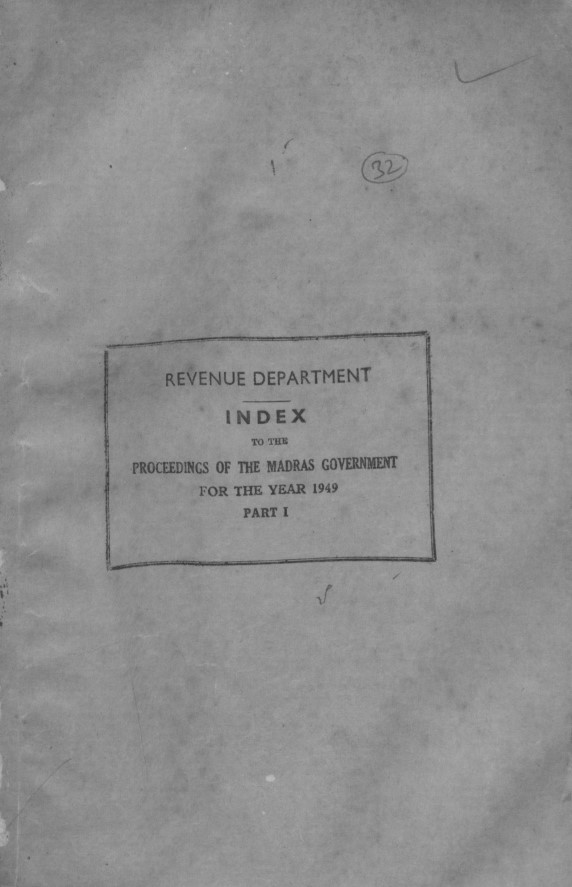 32
REVENUE DEPARTMENT
INDEX
TO THE
PROCEEDINGS OF THE MADRAS GOVERNMENT
FOR THE YEAR 1949
PART I